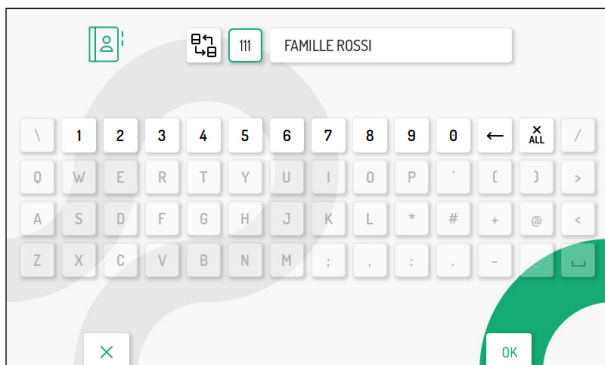 111 FAMILLE ROSSI
\ 1 2 3 4 5 6 7 8 9 0 ← X ALL /
Q W E R T Y U I O P ' ( ) >
A S D F G H J K L * # + @ <
Z X C V B N M ; , : . - _
OK